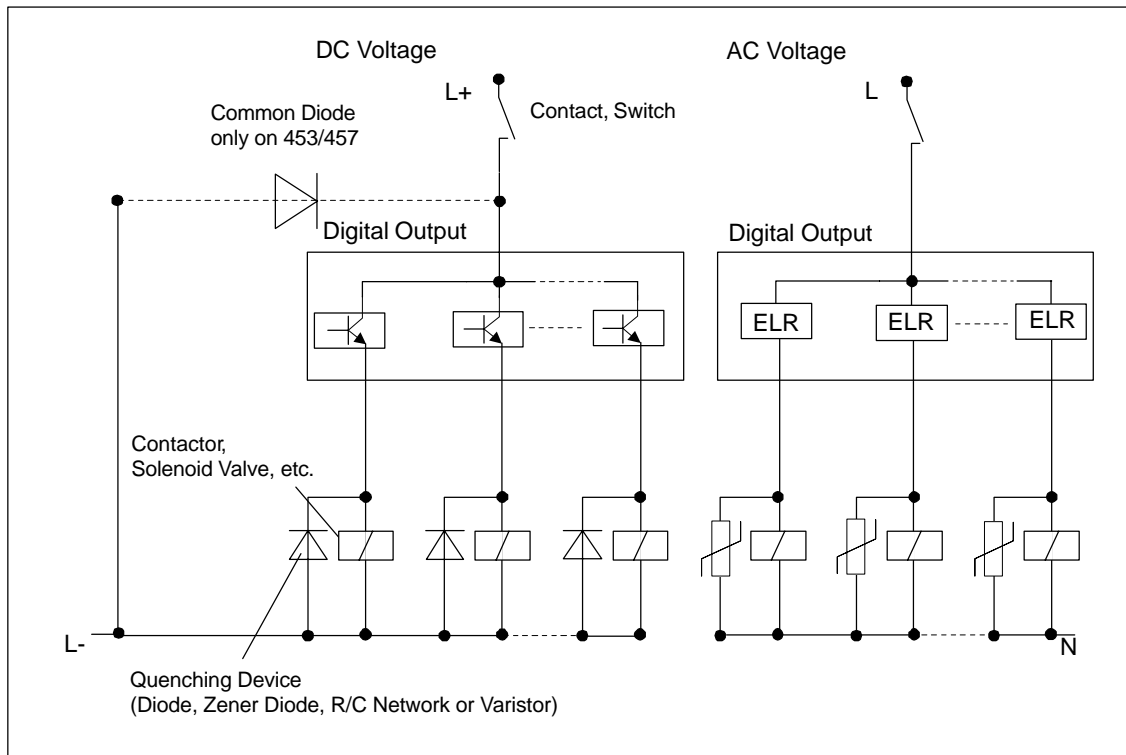 DC Voltage
AC Voltage
L+
L
Contact, Switch
Common Diode
only on 453/457
Digital Output
Digital Output
ELR
ELR
ELR
Contactor,
Solenoid Valve, etc.
L-
N
Quenching Device
(Diode, Zener Diode, R/C Network or Varistor)